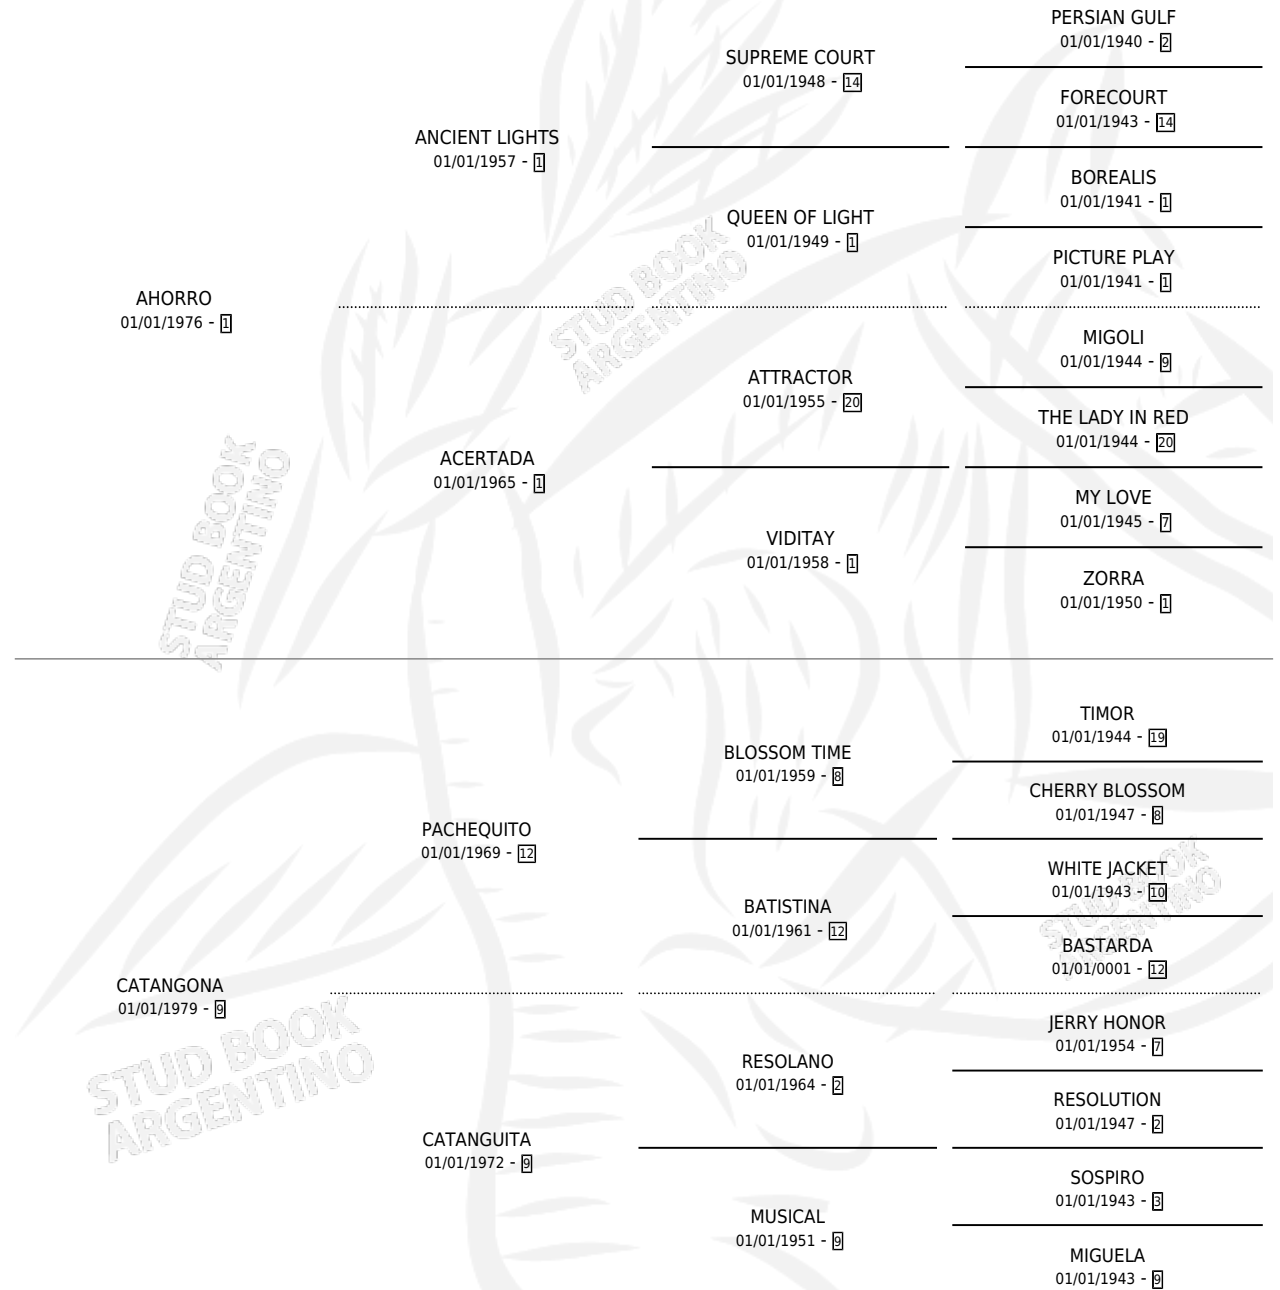 PERSIAN GULF
01/01/1940 - 2
SUPREME COURT
01/01/1948 - 14
FORECOURT
01/01/1943 - 14
ANCIENT LIGHTS
01/01/1957 - 1
BOREALIS
01/01/1941 - 1
QUEEN OF LIGHT
01/01/1949 - 1
PICTURE PLAY
01/01/1941 - 1
STUD BOOK
ARGENTINO
AHORRO
01/01/1976 - 1
MIGOLI
01/01/1944 - 9
ATTRACTOR
01/01/1955 - 20
THE LADY IN RED
01/01/1944 - 20
ACERTADA
01/01/1965 - 1
MY LOVE
01/01/1945 - 7
VIDITAY
01/01/1958 - 1
ZORRA
01/01/1950 - 1
STUD BOOK
ARGENTINO
TIMOR
01/01/1944 - 19
BLOSSOM TIME
01/01/1959 - 8
CHERRY BLOSSOM
01/01/1947 - 8
PACHEQUITO
01/01/1969 - 12
WHITE JACKET
01/01/1943 - 10
BATISTINA
01/01/1961 - 12
STUD BOOK
ARGENTINO
BASTARDA
01/01/0001 - 12
CATANGONA
01/01/1979 - 9
JERRY HONOR
01/01/1954 - 7
RESOLANO
01/01/1964 - 2
RESOLUTION
01/01/1947 - 2
STUD BOOK
ARGENTINO
CATANGUITA
01/01/1972 - 9
SOSPIRO
01/01/1943 - 3
MUSICAL
01/01/1951 - 9
MIGUELA
01/01/1943 - 9